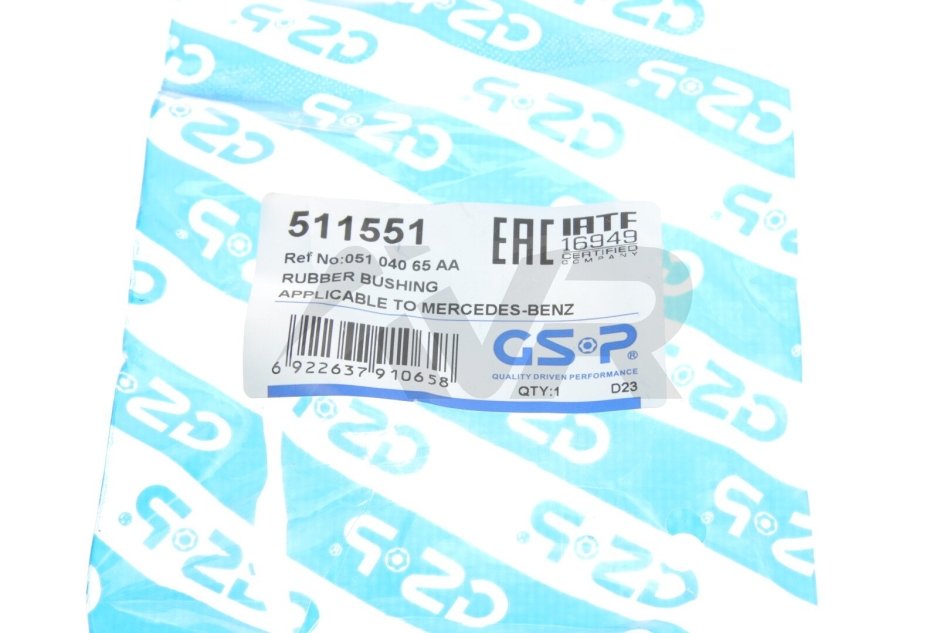 511551
EAC
IATF
16949
CERTIFIED
COMPANY
Ref No:051 040 65 AA
RUBBER BUSHING
APPLICABLE TO MERCEDES-BENZ
6 922637 910658
GSP®
QUALITY DRIVEN PERFORMANCE
QTY:1
D23